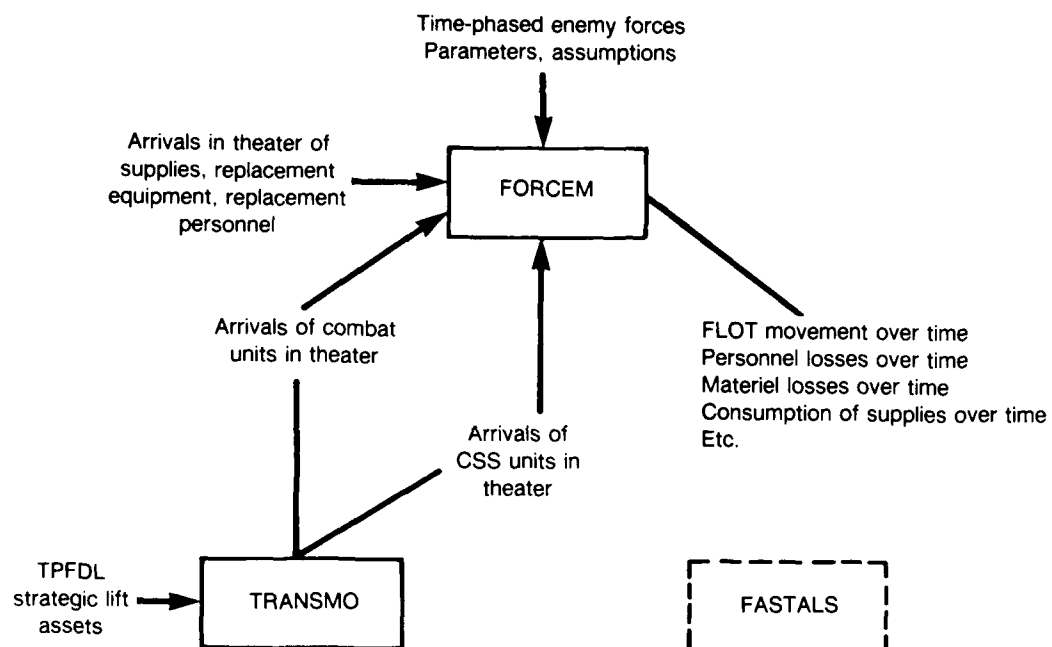 Time-phased enemy forces
Parameters, assumptions
Arrivals in theater of
supplies, replacement
equipment, replacement
personnel
FORCEM
Arrivals of combat
units in theater
FLOT movement over time
Personnel losses over time
Materiel losses over time
Consumption of supplies over time
Etc.
Arrivals of
CSS units in
theater
TPFDL
strategic lift
assets
TRANSMO
FASTALS